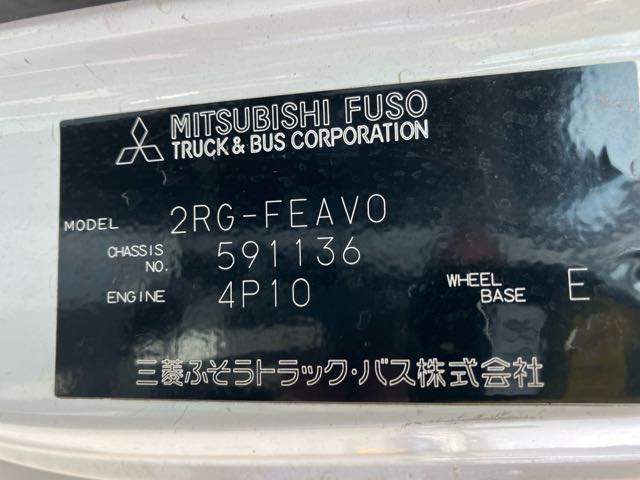 MITSUBISHI FUSO
TRUCK & BUS CORPORATION
MODEL 2RG-FEAV0
CHASSIS NO. 591136
ENGINE 4P10 WHEEL BASE E
三菱ふそうトラック・バス株式会社